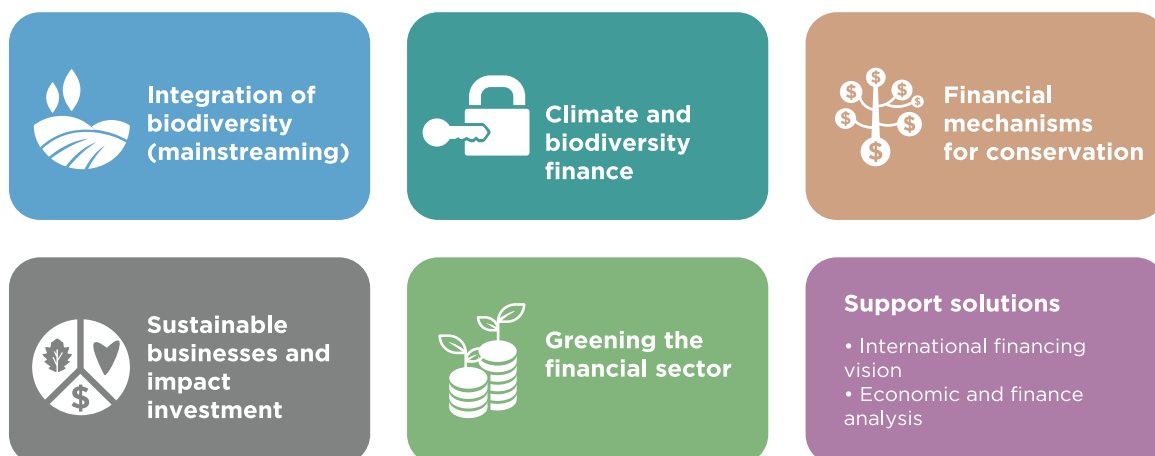 Integration of
biodiversity
(mainstreaming)
Climate and
biodiversity
finance
Financial
mechanisms
for conservation
$
$
$
$
$
$
$
Sustainable
businesses and
impact
investment
$
Greening the
financial sector
Support solutions
• International financing
vision
• Economic and finance
analysis